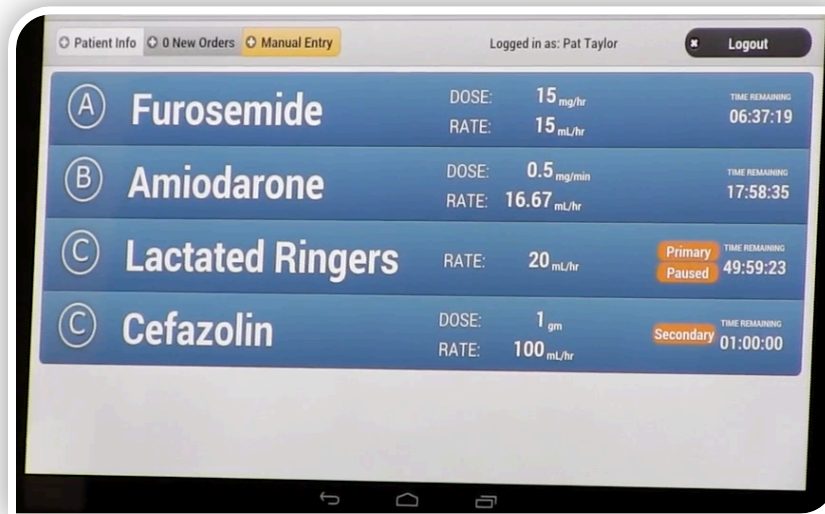 Patient Info 0 New Orders Manual Entry Logged in as: Pat Taylor Logout
A Furosemide DOSE: 15 mg/hr TIME REMAINING
RATE: 15 mL/hr 06:37:19
B Amiodarone DOSE: 0.5 mg/min TIME REMAINING
RATE: 16.67 mL/hr 17:58:35
C Lactated Ringers RATE: 20 mL/hr Primary TIME REMAINING
Paused 49:59:23
C Cefazolin DOSE: 1 gm Secondary TIME REMAINING
RATE: 100 mL/hr 01:00:00